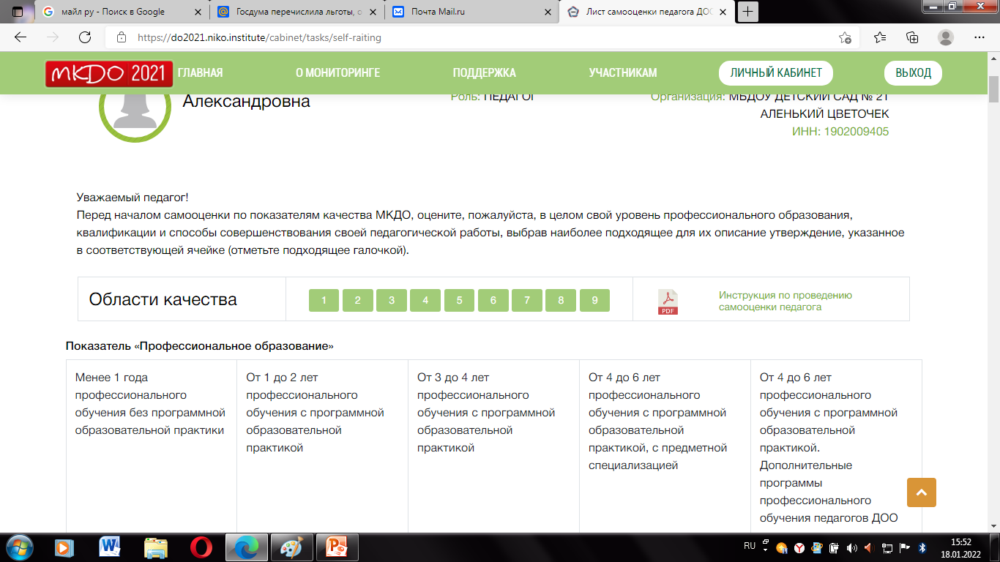 майл ру - Поиск в Google
Госдума перечислила льготы, о
Почта Mail.ru
Лист самооценки педагога ДОО
https://do2021.niko.institute/cabinet/tasks/self-raiting
МКДО 2021
ГЛАВНАЯ
О МОНИТОРИНГЕ
ПОДДЕРЖКА
УЧАСТНИКАМ
ЛИЧНЫЙ КАБИНЕТ
ВЫХОД
Александровна
Роль: ПЕДАГОГ
Организация: МБДОУ ДЕТСКИЙ САД № 21
АЛЕНЬКИЙ ЦВЕТОЧЕК
ИНН: 1902009405
Уважаемый педагог!
Перед началом самооценки по показателям качества МКДО, оцените, пожалуйста, в целом свой уровень профессионального образования,
квалификации и способы совершенствования своей педагогической работы, выбрав наиболее подходящее для их описание утверждение, указанное
в соответствующей ячейке (отметьте подходящее галочкой).
Области качества
1 2 3 4 5 6 7 8 9
PDF
Инструкция по проведению
самооценки педагога
Показатель «Профессиональное образование»
Менее 1 года
профессионального
обучения без программной
образовательной практики
От 1 до 2 лет
профессионального
обучения с программной
образовательной
практикой
От 3 до 4 лет
профессионального
обучения с программной
образовательной
практикой
От 4 до 6 лет
профессионального
обучения с программной
образовательной
практикой, с предметной
специализацией
От 4 до 6 лет
профессионального
обучения с программной
образовательной
практикой.
Дополнительные
программы
профессионального
обучения педагогов ДОО
RU
15:52
18.01.2022